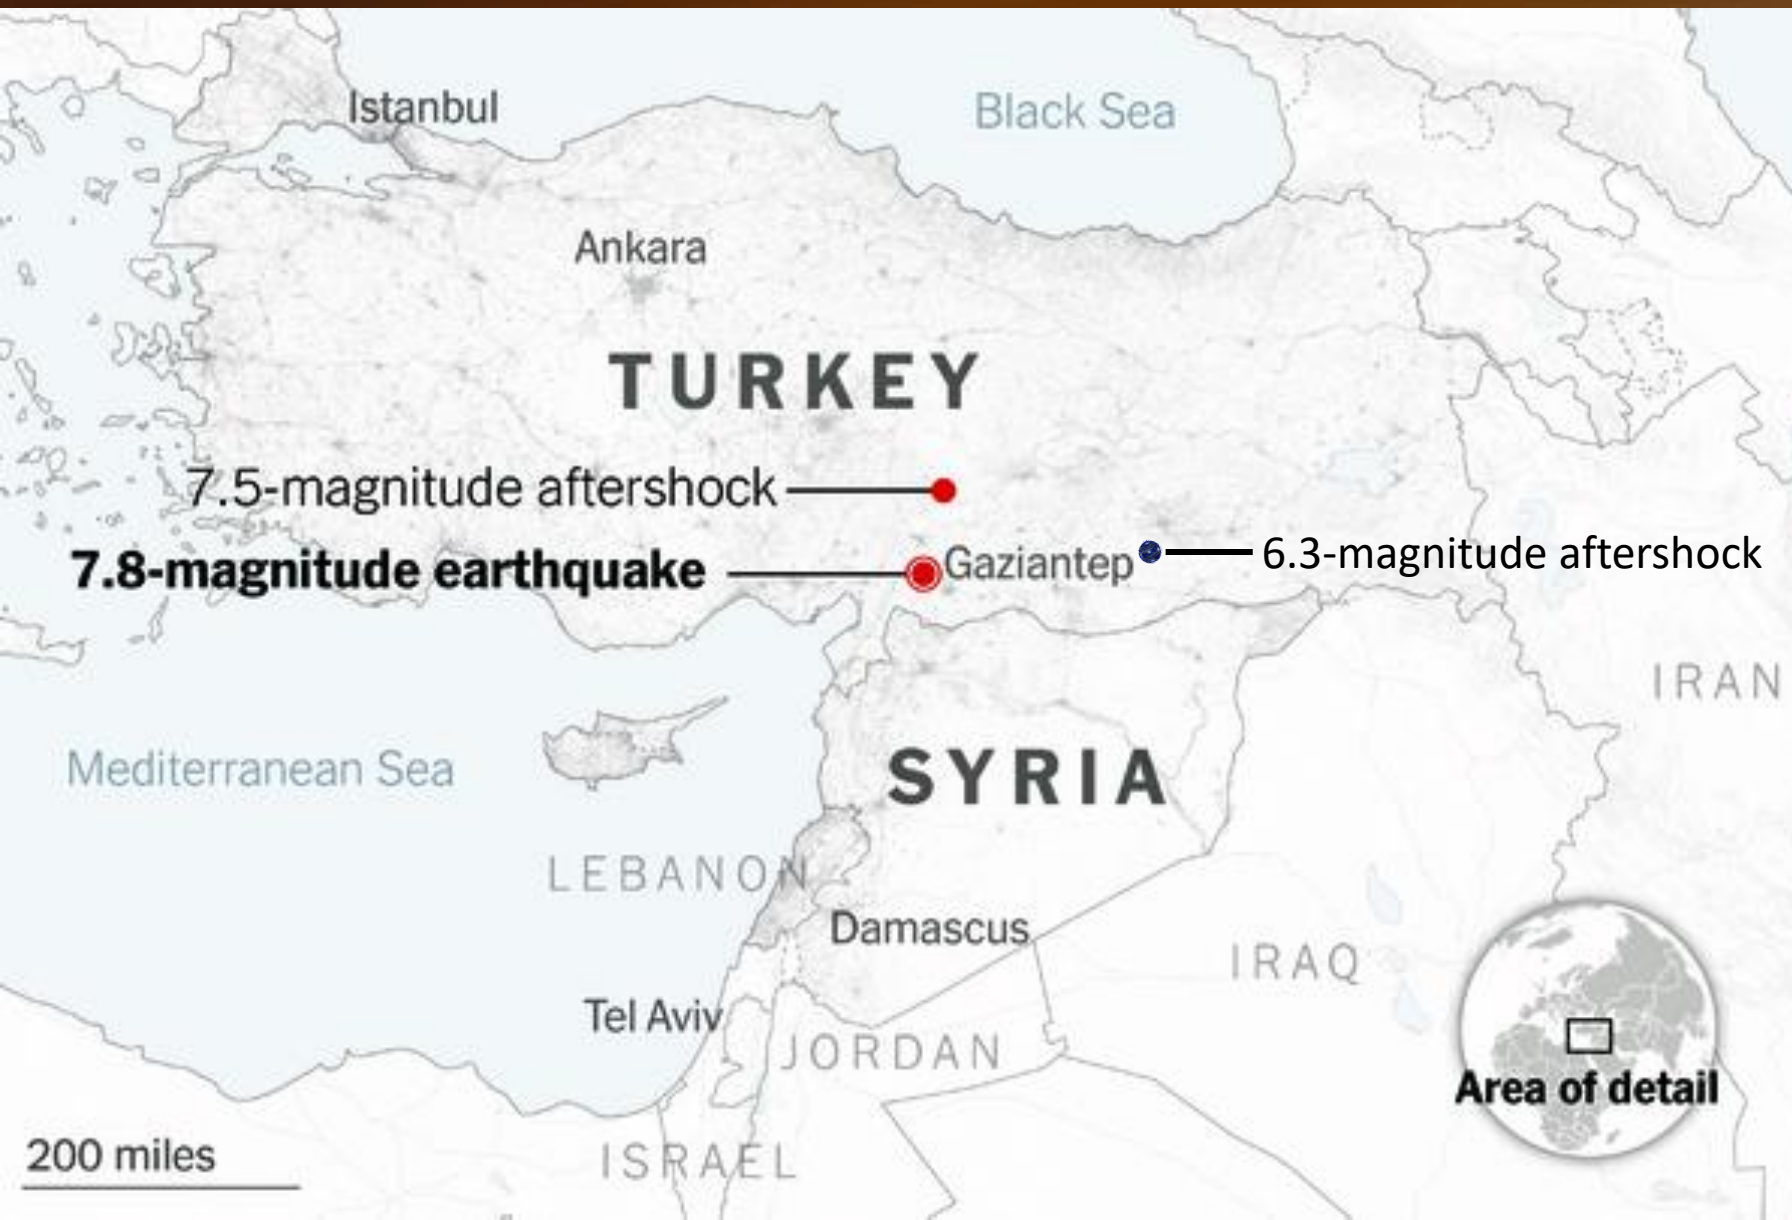 Istanbul
Black Sea
Ankara
TURKEY
7.5-magnitude aftershock
7.8-magnitude earthquake
Gaziantep
6.3-magnitude aftershock
IRAN
SYRIA
Mediterranean Sea
LEBANON
Damascus
IRAQ
Tel Aviv
JORDAN
Area of detail
200 miles
ISRAEL